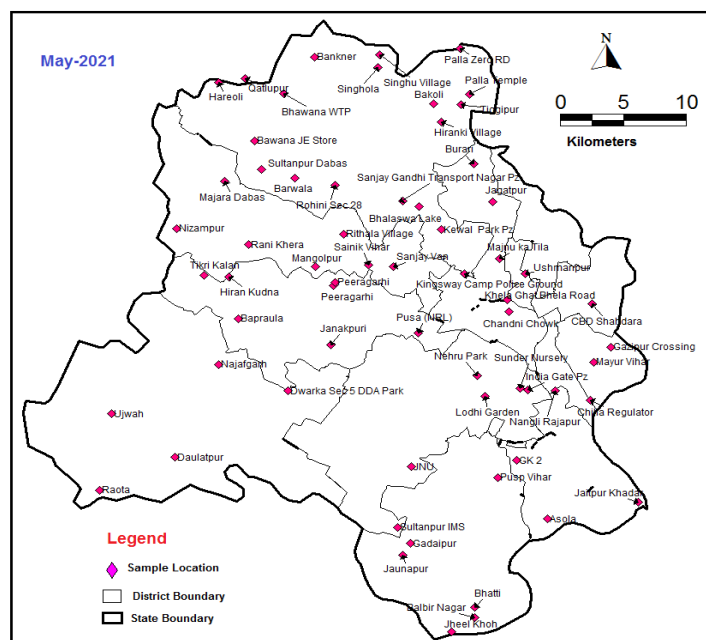 May-2021
N
Bankner
Palla Zero RD
Singhu Village
Singhola
Qatlupur
Hareoli
Bhawana WTP
Palla Temple
Bakoli
Tiggipur
Hiranki Village
0 5 10
Kilometers
Bawana JE Store
Burari
Sultanpur Dabas
Sanjay Gandhi Transport Nagar Pz
Barwala
Majara Dabas
Rohini Sec 28
Jagatpur
Bhalaswa Lake
Nizampur
Rithala Village
Kewal Park Pz
Rani Khera
Sainik Vihar
Majnu ka Tila
Mangolpur
Sanjay Van
Tikri Kalan
Ushmanpur
Hiran Kudna
Peeragarhi
Kingsway Camp Police Ground
Peeragarhi
Khela Ghat Bhela Road
CBD Shahdara
Bapraula
Pusa (NRL)
Chandni Chowk
Janakpuri
Gazipur Crossing
Nehru Park
Sunder Nursery
Mayur Vihar
Najafgarh
India Gate Pz
Dwarka Sec 5 DDA Park
Ujwah
Lodhi Garden
Chilla Regulator
Nangli Rajapur
Daulatpur
JNU
GK 2
Pusp Vihar
Raota
Jaitpur Khadar
Asola
Sultanpur IMS
Gadaipur
Jaunapur
Bhatti
Balbir Nagar
Jheel Khoh
Legend
Sample Location
District Boundary
State Boundary